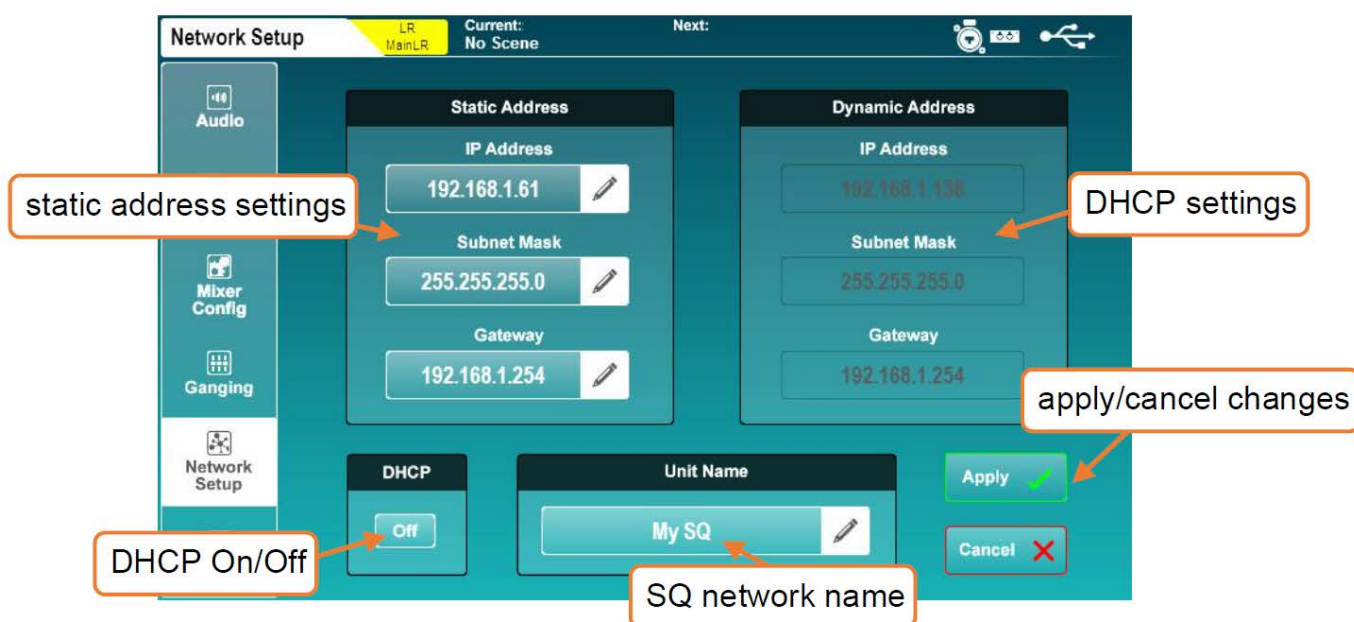 Network Setup
LR
MainLR
Current:
No Scene
Next:
Audio
static address settings
Mixer
Config
Ganging
Network
Setup
Static Address
IP Address
192.168.1.61
Subnet Mask
255.255.255.0
Gateway
192.168.1.254
Dynamic Address
IP Address
192.168.1.138
Subnet Mask
255.255.255.0
Gateway
192.168.1.254
DHCP settings
apply/cancel changes
DHCP
Off
DHCP On/Off
Unit Name
My SQ
SQ network name
Apply
Cancel